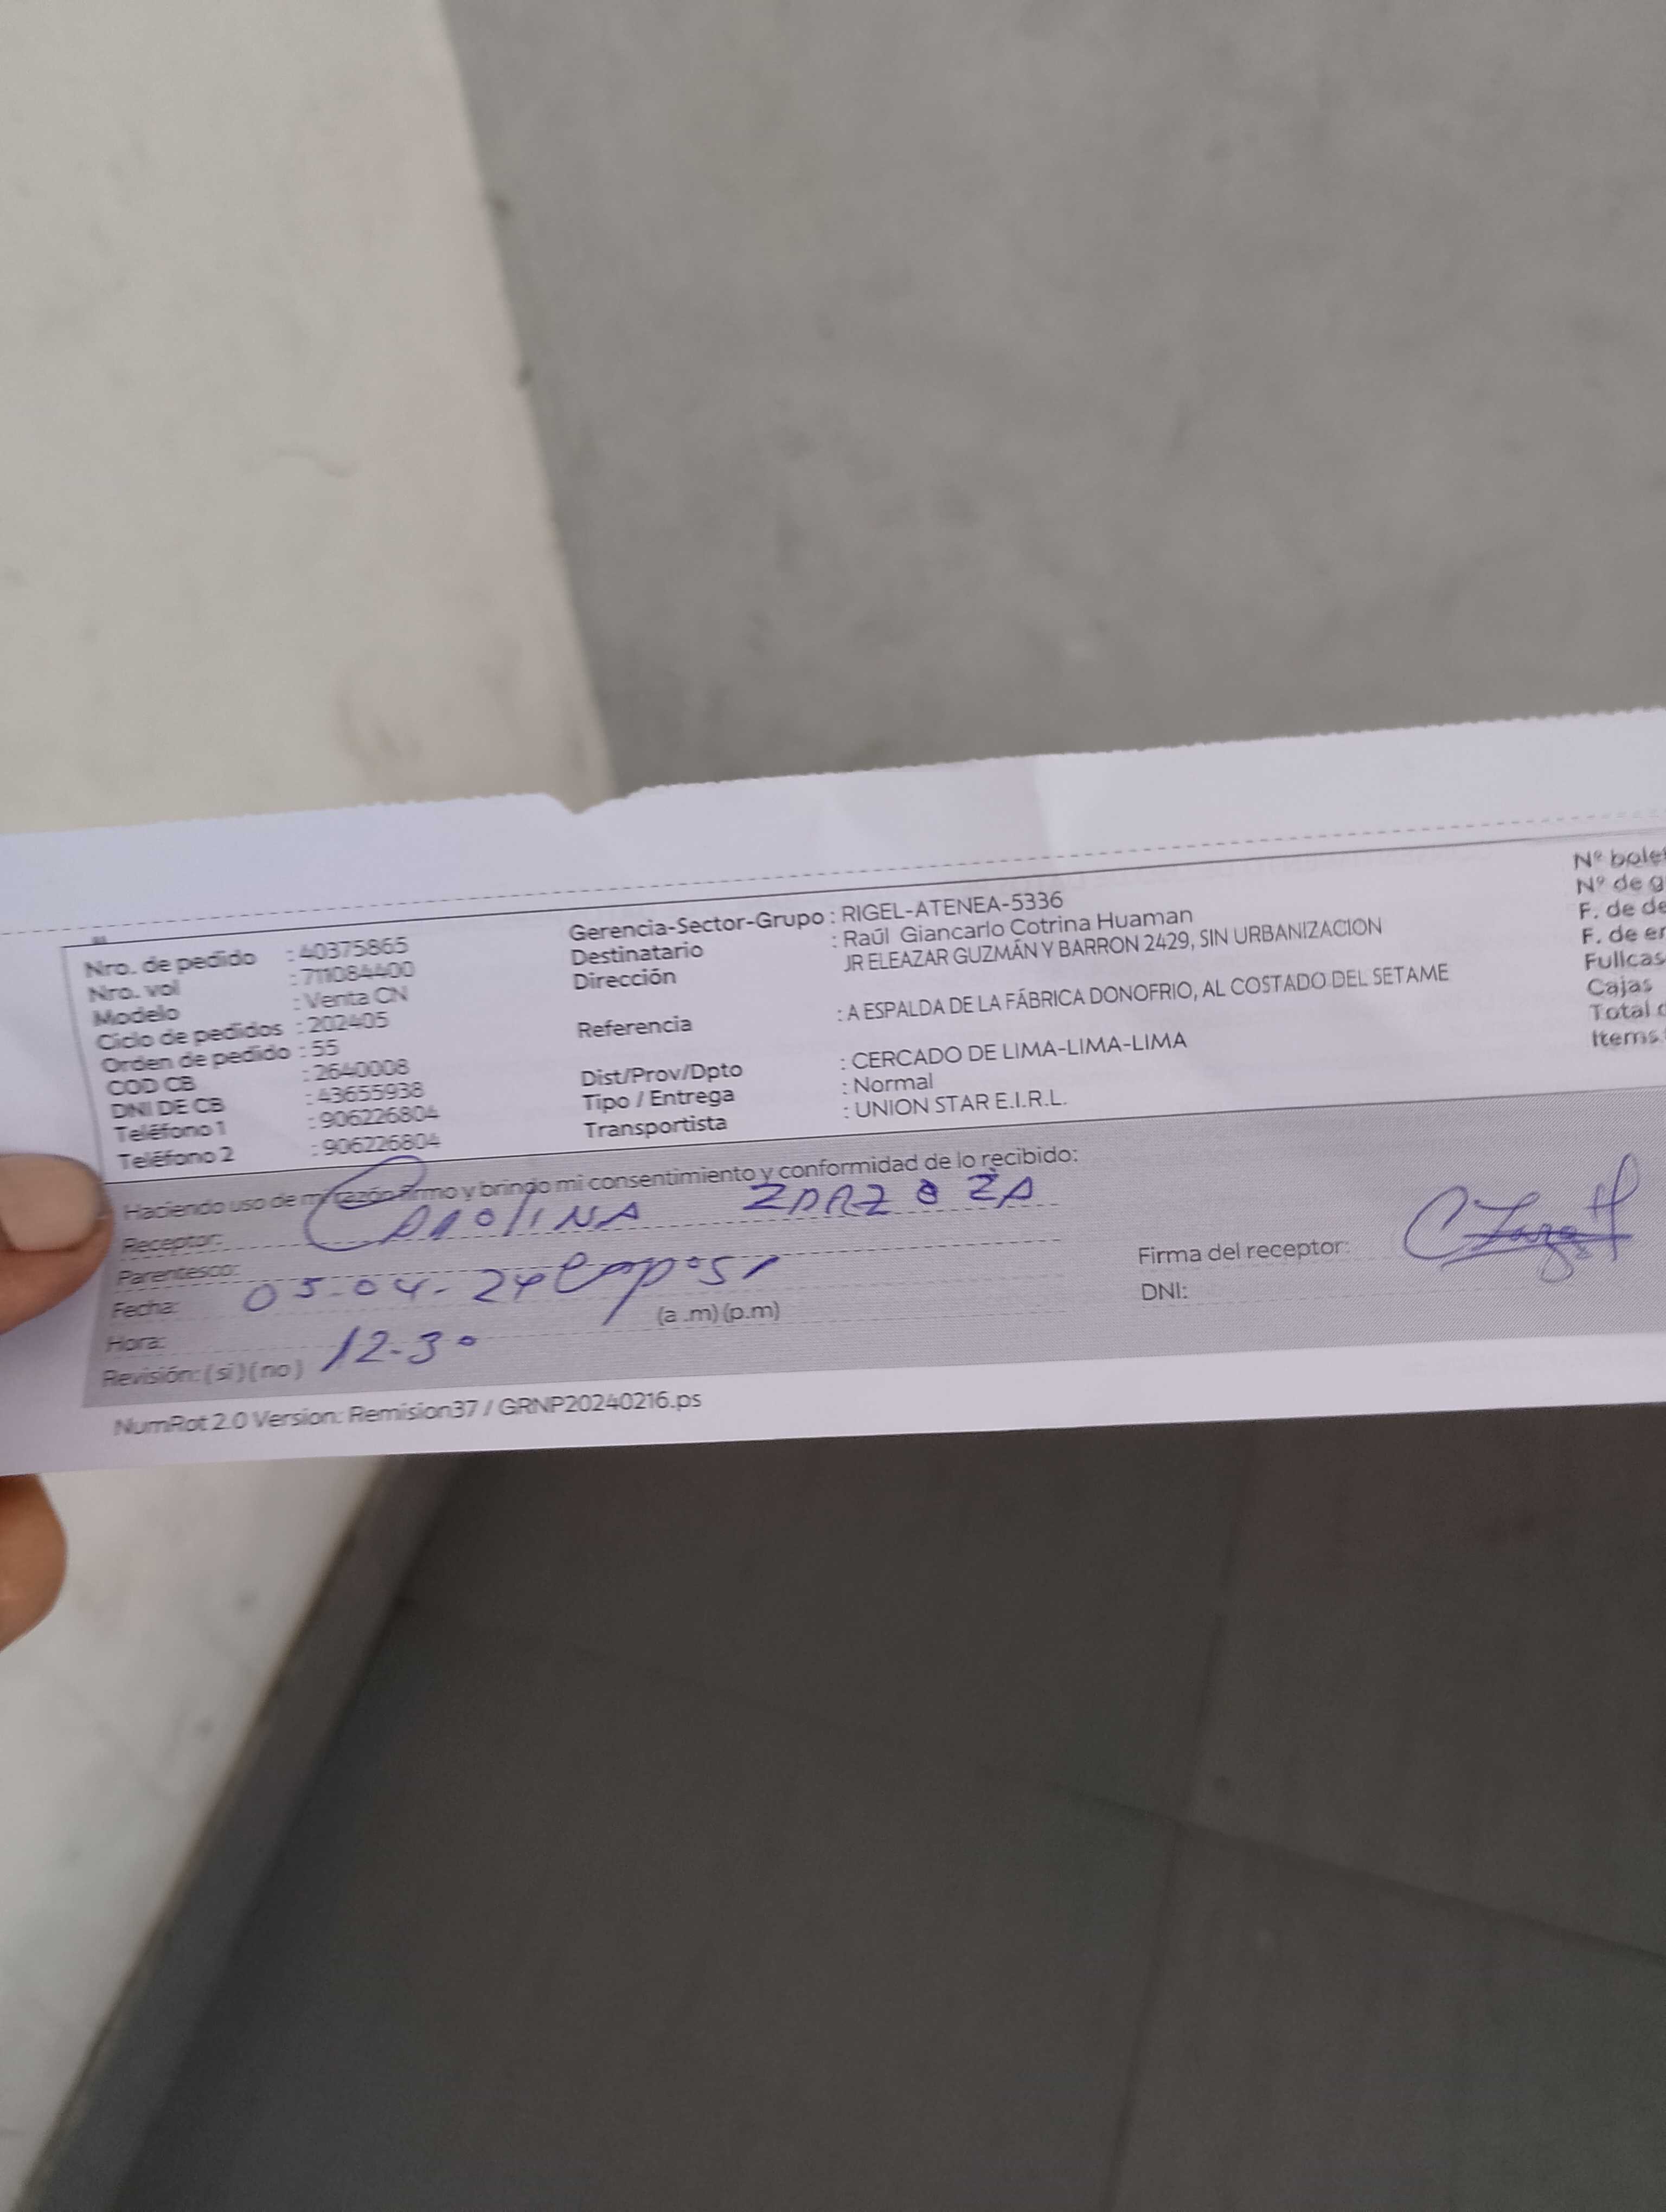 Nro. de pedido : 40375865
Nro. vol : 711084400
Modelo : Venta CN
Ciclo de pedidos : 202405
Orden de pedido : 55
COD CB : 2640008
DNI DE CB : 43655938
Teléfono 1 : 906226804
Teléfono 2 : 906226804
Gerencia-Sector-Grupo : RIGEL-ATENEA-5336
Destinatario : Raúl Giancarlo Cotrina Huaman
Dirección JR ELEAZAR GUZMÁN Y BARRON 2429, SIN URBANIZACION
Referencia : A ESPALDA DE LA FÁBRICA DONOFRIO, AL COSTADO DEL SETAME
Dist/Prov/Dpto : CERCADO DE LIMA-LIMA-LIMA
Tipo / Entrega : Normal
Transportista : UNION STAR E.I.R.L.
Nº bole
Nº de g
F. de de
F. de e
Fullcas
Cajas
Total
Items
Haciendo uso de mi razón firmo y brindo mi consentimiento y conformidad de lo recibido:
Receptor: CAROLINA ZARZOZA
Parentesco:
Fecha: 05-04-24
Hora: (a .m) (p.m)
Revisión: ( si ) ( no ) 12-30
Firma del receptor:
DNI:
NumRot 2.0 Version: Remision37 / GRNP20240216.ps